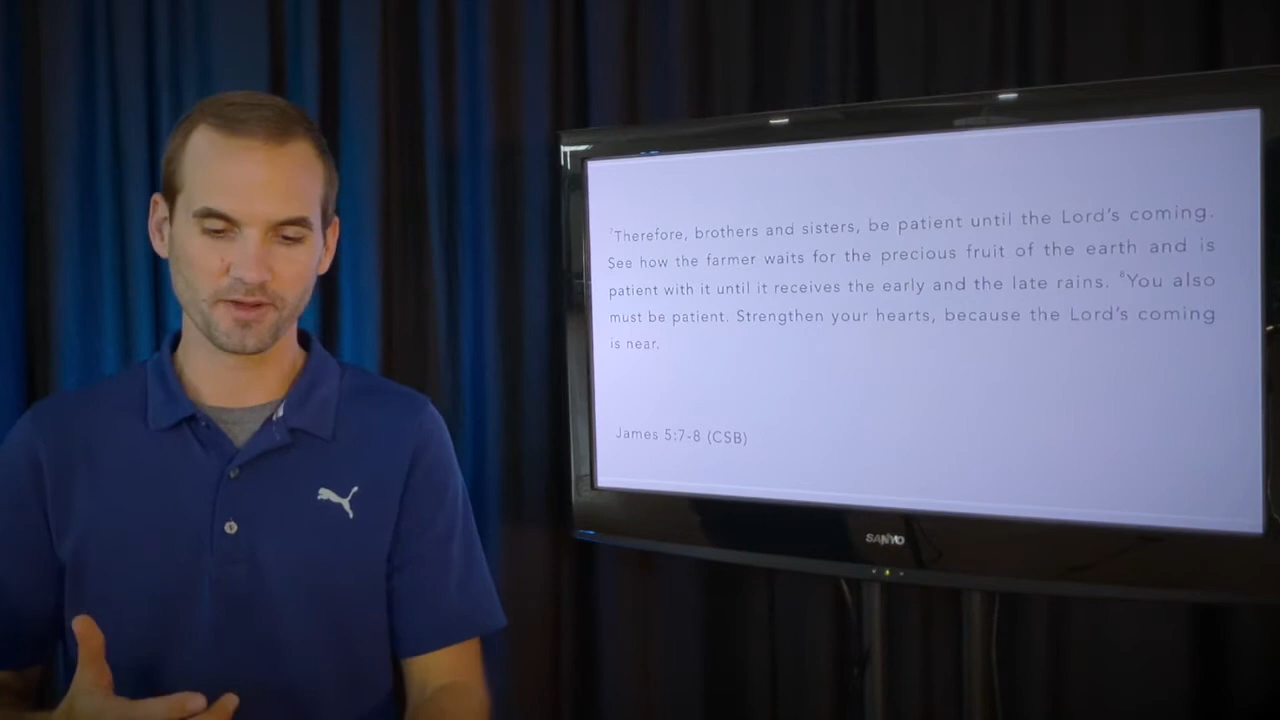 ⁷Therefore, brothers and sisters, be patient until the Lord's coming.
See how the farmer waits for the precious fruit of the earth and is
patient with it until it receives the early and the late rains. ⁸You also
must be patient. Strengthen your hearts, because the Lord's coming
is near.
James 5:7-8 (CSB)
SANYO